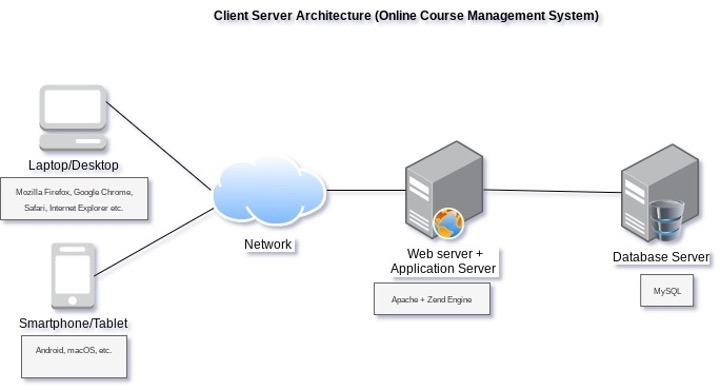 Client Server Architecture (Online Course Management System)
Laptop/Desktop
Mozilla Firefox, Google Chrome,
Safari, Internet Explorer etc.
Smartphone/Tablet
Android, macOS, etc.
Network
Web server +
Application Server
Apache + Zend Engine
Database Server
MySQL